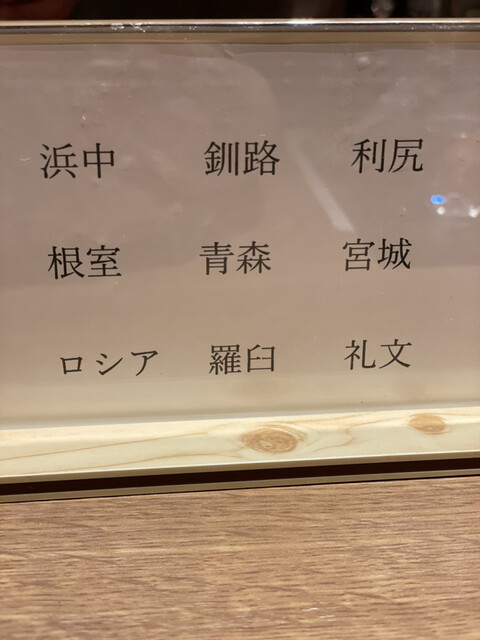 浜中 釧路 利尻
根室 青森 宮城
ロシア 羅臼 礼文